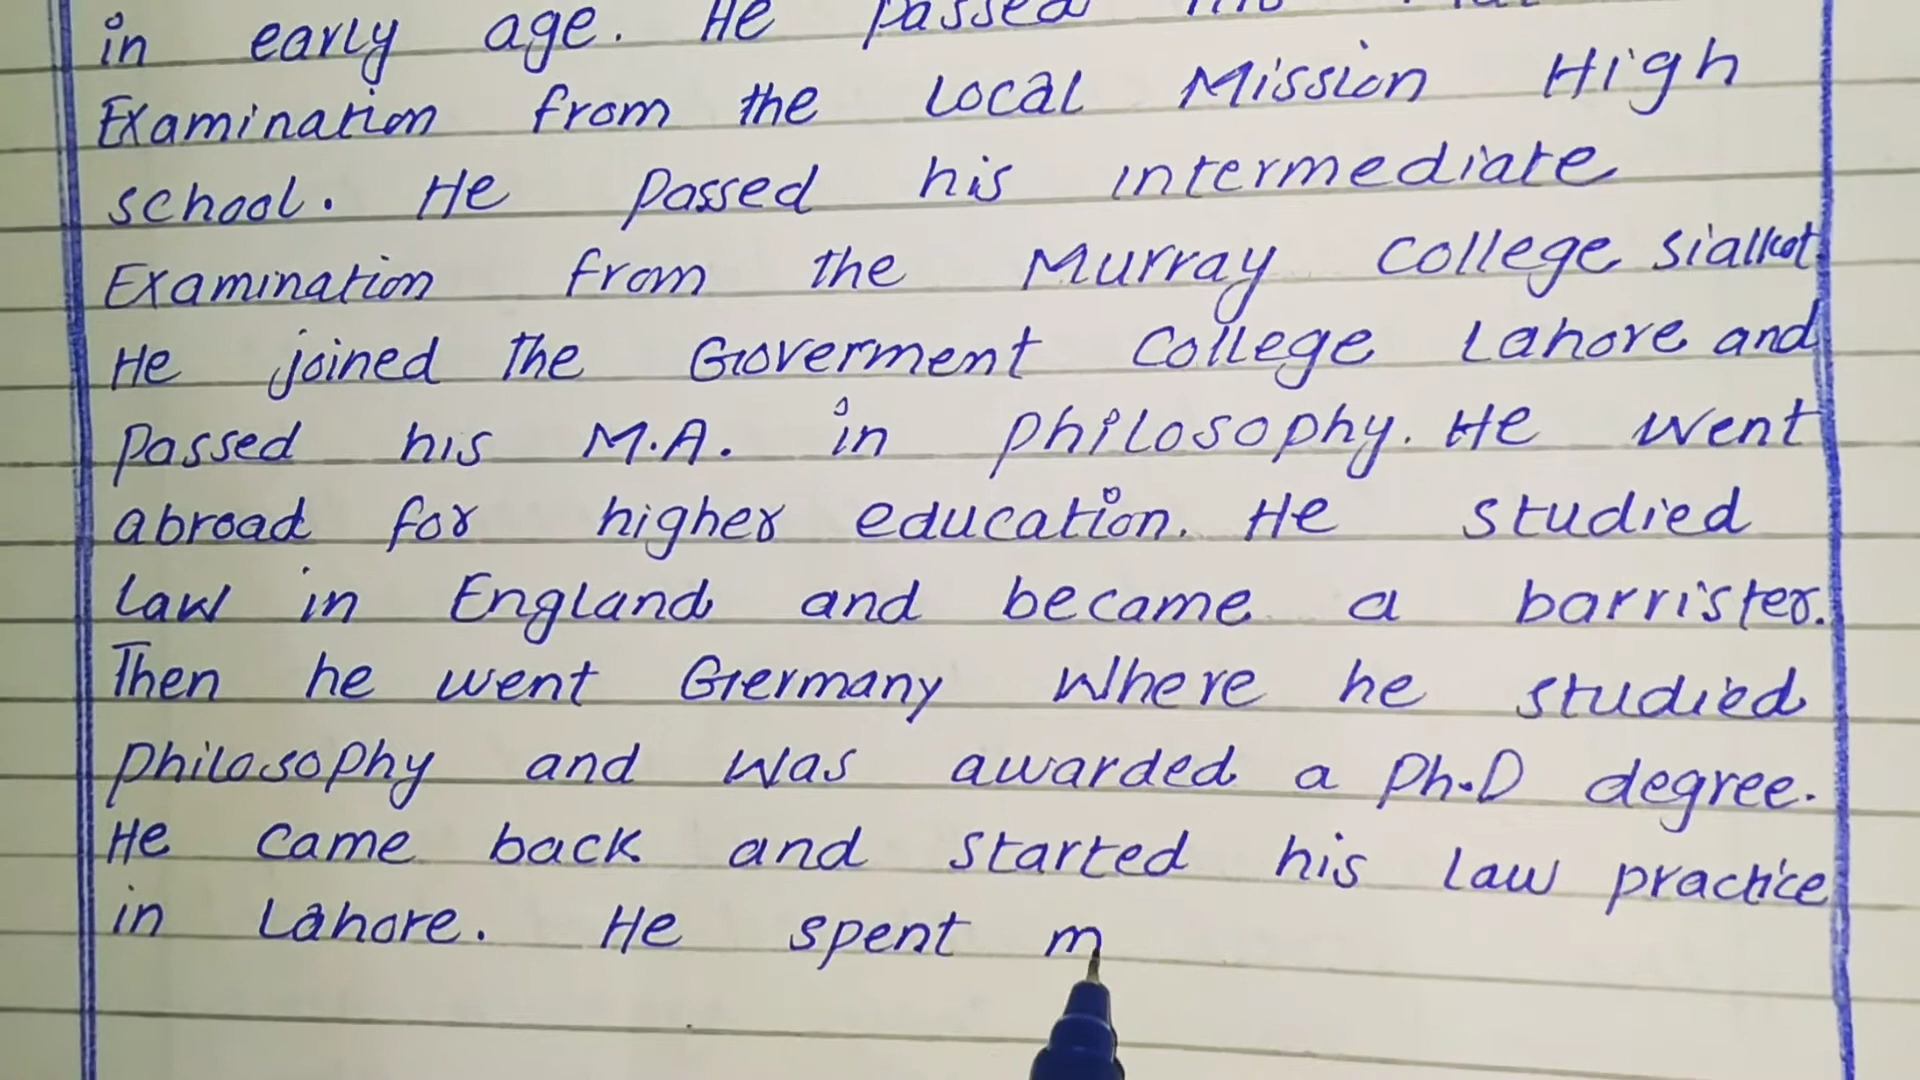 in early age. He passed
Examination from the Local Mission High
school. He passed his intermediate
Examination from the Murray College sialkot
He joined the Goverment College Lahore and
passed his M.A. in philosophy. He went
abroad for higher education. He studied
Law in England and became a barrister.
Then he went Germany where he studied
philosophy and was awarded a Ph.D degree.
He came back and started his law practice
in Lahore. He spent m